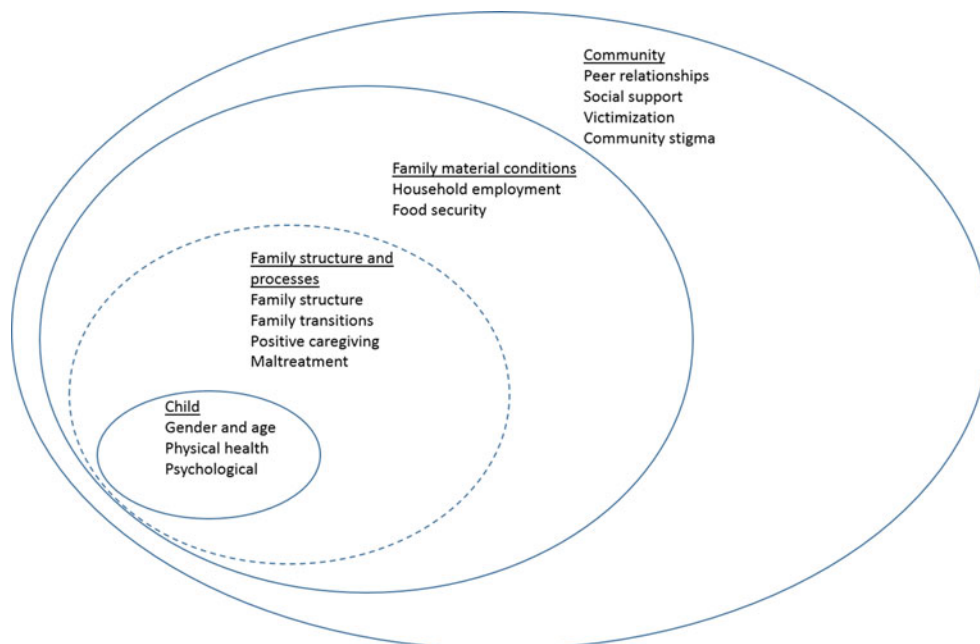 Community
Peer relationships
Social support
Victimization
Community stigma
Family material conditions
Household employment
Food security
Family structure and
processes
Family structure
Family transitions
Positive caregiving
Maltreatment
Child
Gender and age
Physical health
Psychological